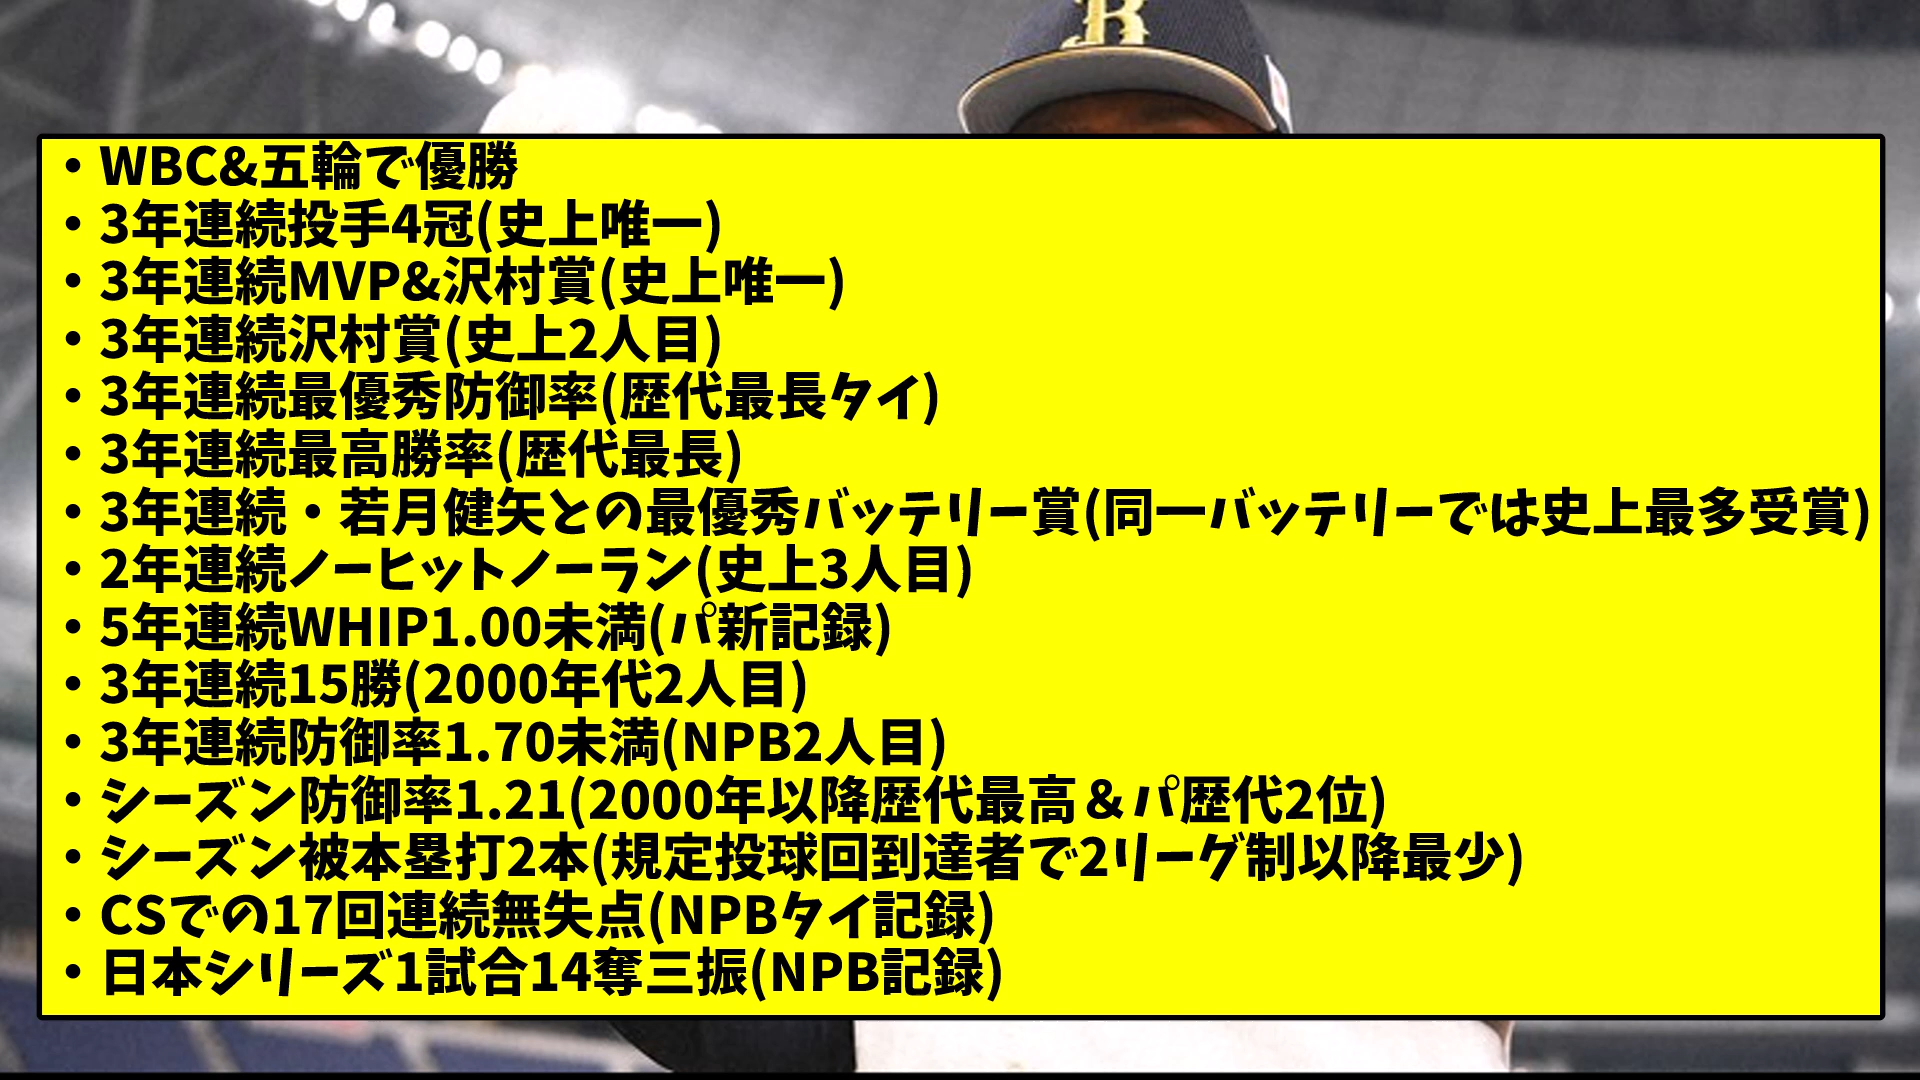 B
・WBC&五輪で優勝
・3年連続投手4冠(史上唯一)
・3年連続MVP&沢村賞(史上唯一)
・3年連続沢村賞(史上2人目)
・3年連続最優秀防御率(歴代最長タイ)
・3年連続最高勝率(歴代最長)
・3年連続・若月健矢との最優秀バッテリー賞(同一バッテリーでは史上最多受賞)
・2年連続ノーヒットノーラン(史上3人目)
・5年連続WHIP1.00未満(パ新記録)
・3年連続15勝(2000年代2人目)
・3年連続防御率1.70未満(NPB2人目)
・シーズン防御率1.21(2000年以降歴代最高＆パ歴代2位)
・シーズン被本塁打2本(規定投球回到達者で2リーグ制以降最少)
・CSでの17回連続無失点(NPBタイ記録)
・日本シリーズ1試合14奪三振(NPB記録)